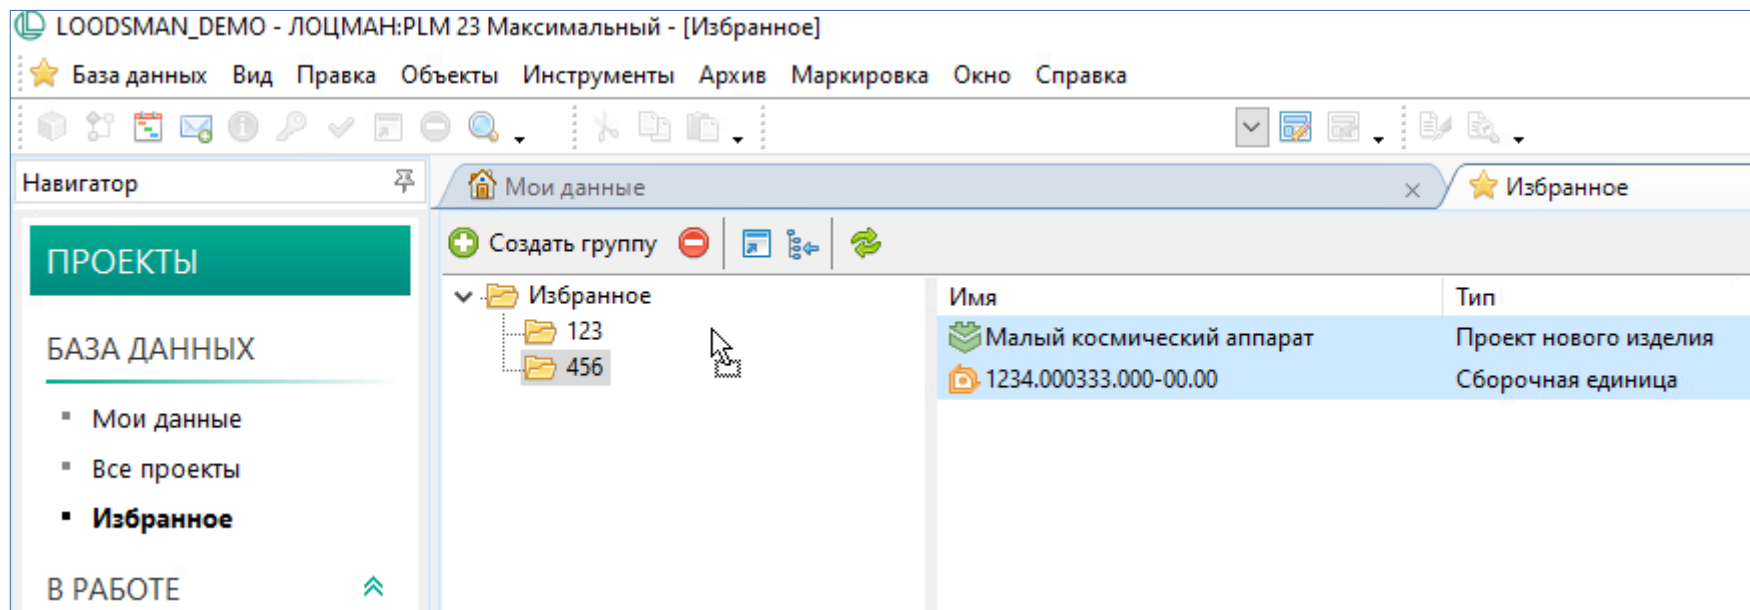 LOODSMAN_DEMO - ЛОЦМАН:PLM 23 Максимальный - [Избранное]
База данных Вид Правка Объекты Инструменты Архив Маркировка Окно Справка
Навигатор
Мои данные
Избранное
ПРОЕКТЫ
БАЗА ДАННЫХ
Мои данные
Все проекты
Избранное
В РАБОТЕ
Создать группу
Избранное
123
456
Имя Тип
Малый космический аппарат Проект нового изделия
1234.000333.000-00.00 Сборочная единица